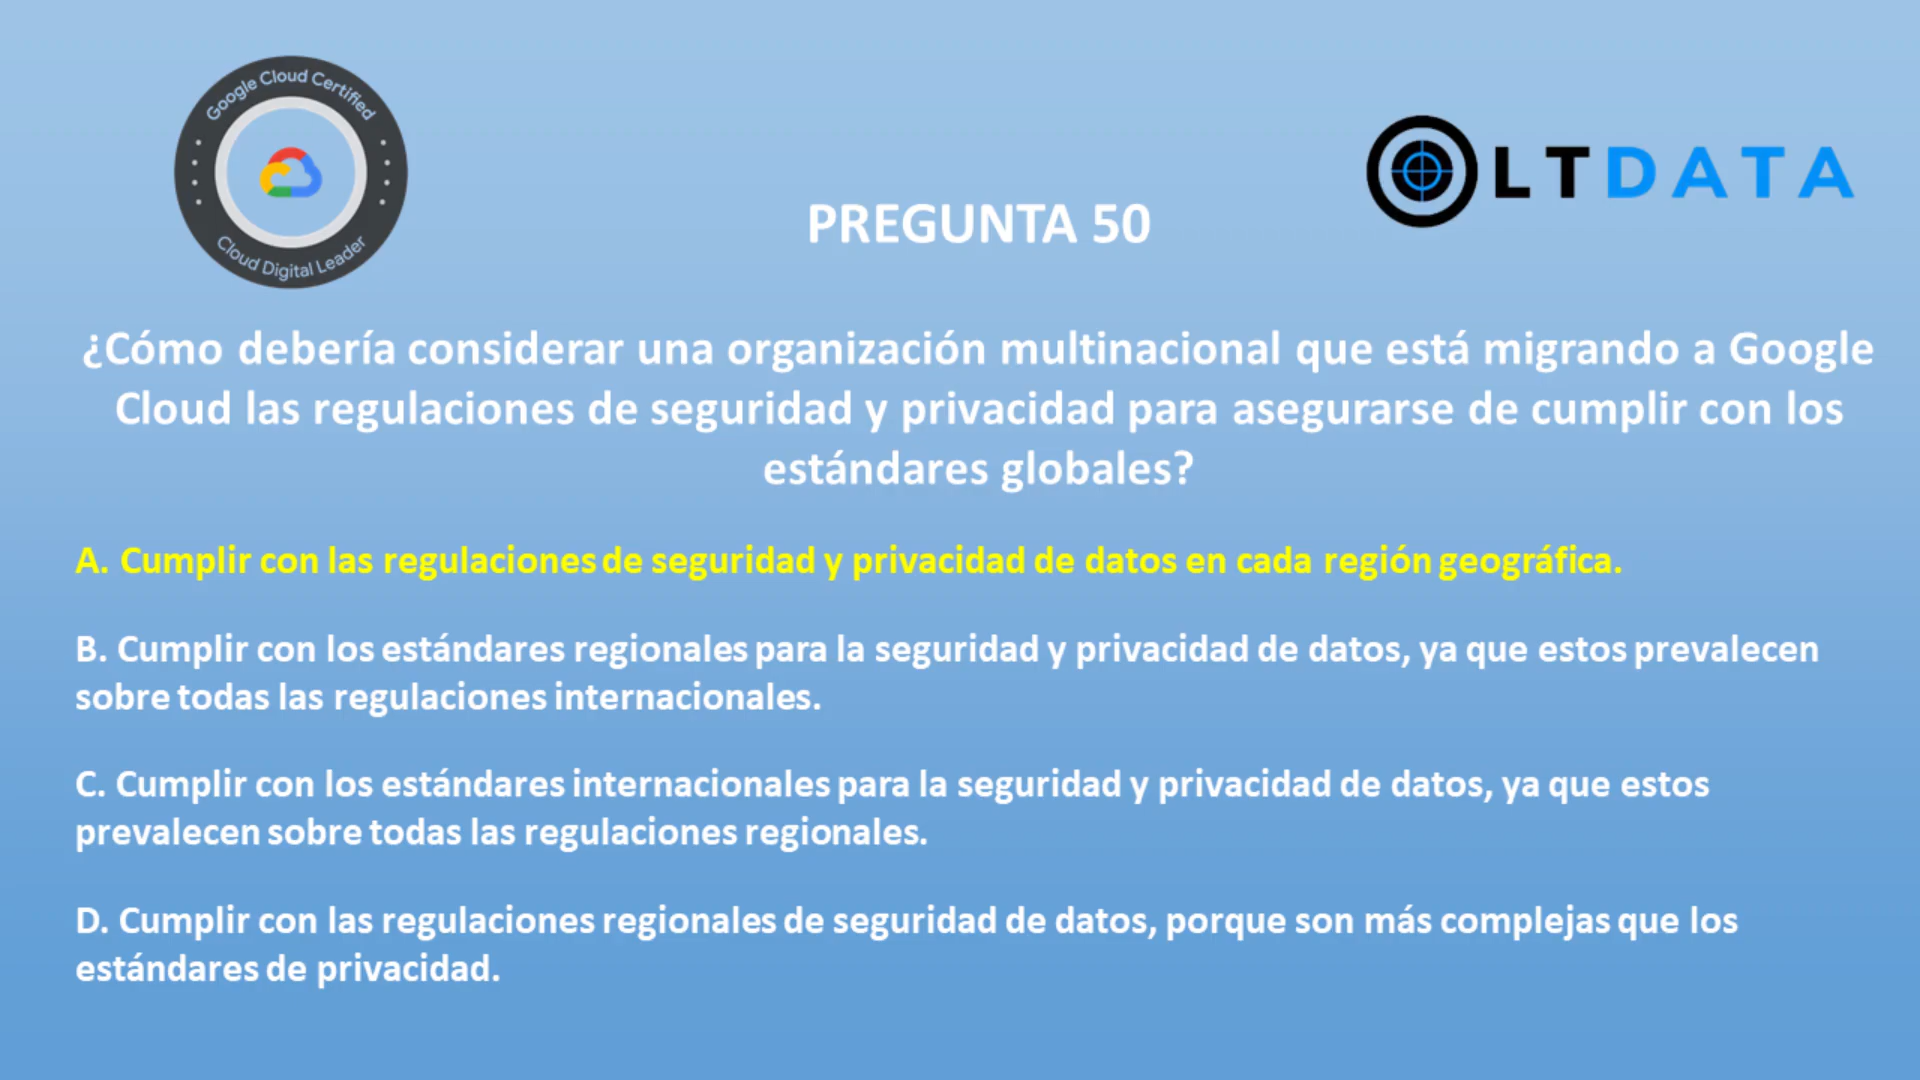 Google Cloud Certified
Cloud Digital Leader
LTDATA
PREGUNTA 50
¿Cómo debería considerar una organización multinacional que está migrando a Google
Cloud las regulaciones de seguridad y privacidad para asegurarse de cumplir con los
estándares globales?
A. Cumplir con las regulaciones de seguridad y privacidad de datos en cada región geográfica.
B. Cumplir con los estándares regionales para la seguridad y privacidad de datos, ya que estos prevalecen
sobre todas las regulaciones internacionales.
C. Cumplir con los estándares internacionales para la seguridad y privacidad de datos, ya que estos
prevalecen sobre todas las regulaciones regionales.
D. Cumplir con las regulaciones regionales de seguridad de datos, porque son más complejas que los
estándares de privacidad.